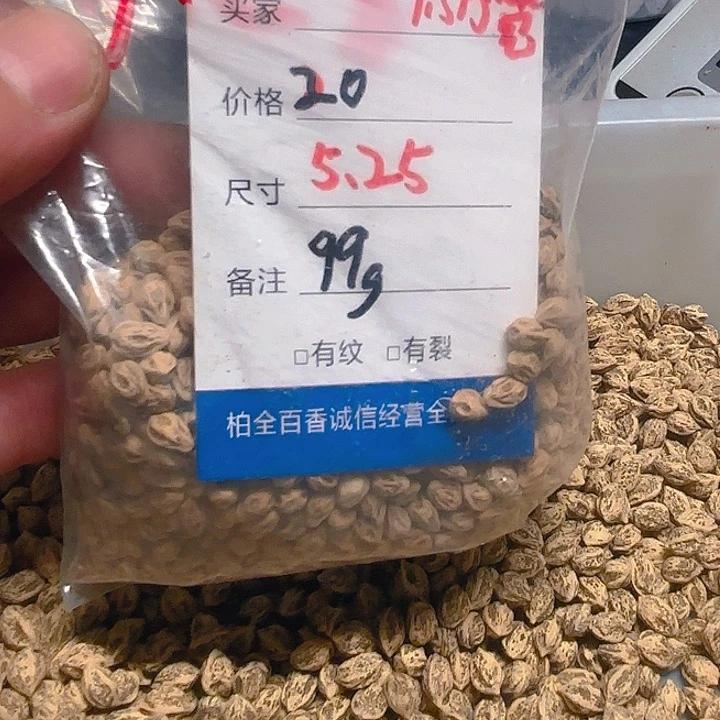 买家
价格 20
尺寸 5.25
备注 99g
□有纹 □有裂
柏全百香诚信经营全